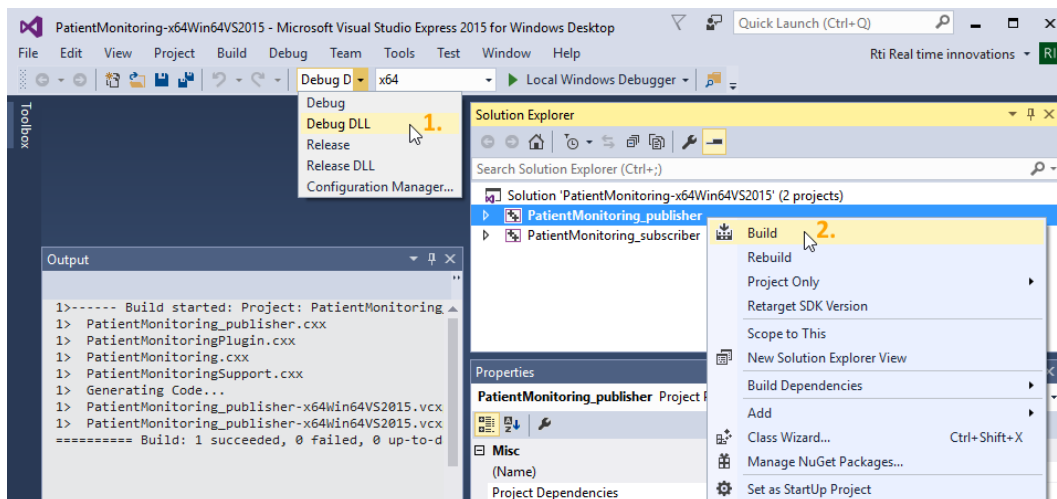 PatientMonitoring-x64Win64VS2015 - Microsoft Visual Studio Express 2015 for Windows Desktop
Quick Launch (Ctrl+Q)
File Edit View Project Build Debug Team Tools Test Window Help
Rti Real time innovations RI
Debug D x64 Local Windows Debugger
Toolbox
Debug
Debug DLL 1.
Release
Release DLL
Configuration Manager...
Solution Explorer
Search Solution Explorer (Ctrl+;)
Solution 'PatientMonitoring-x64Win64VS2015' (2 projects)
PatientMonitoring_publisher
PatientMonitoring_subscriber
Build 2.
Rebuild
Project Only
Retarget SDK Version
Scope to This
New Solution Explorer View
Build Dependencies
Add
Class Wizard... Ctrl+Shift+X
Manage NuGet Packages...
Set as StartUp Project
Output
1>------ Build started: Project: PatientMonitoring_
1> PatientMonitoring_publisher.cxx
1> PatientMonitoringPlugin.cxx
1> PatientMonitoring.cxx
1> PatientMonitoringSupport.cxx
1> Generating Code...
1> PatientMonitoring_publisher-x64Win64VS2015.vcx
1> PatientMonitoring_publisher-x64Win64VS2015.vcx
========== Build: 1 succeeded, 0 failed, 0 up-to-d
Properties
PatientMonitoring_publisher Project
Misc
(Name)
Project Dependencies